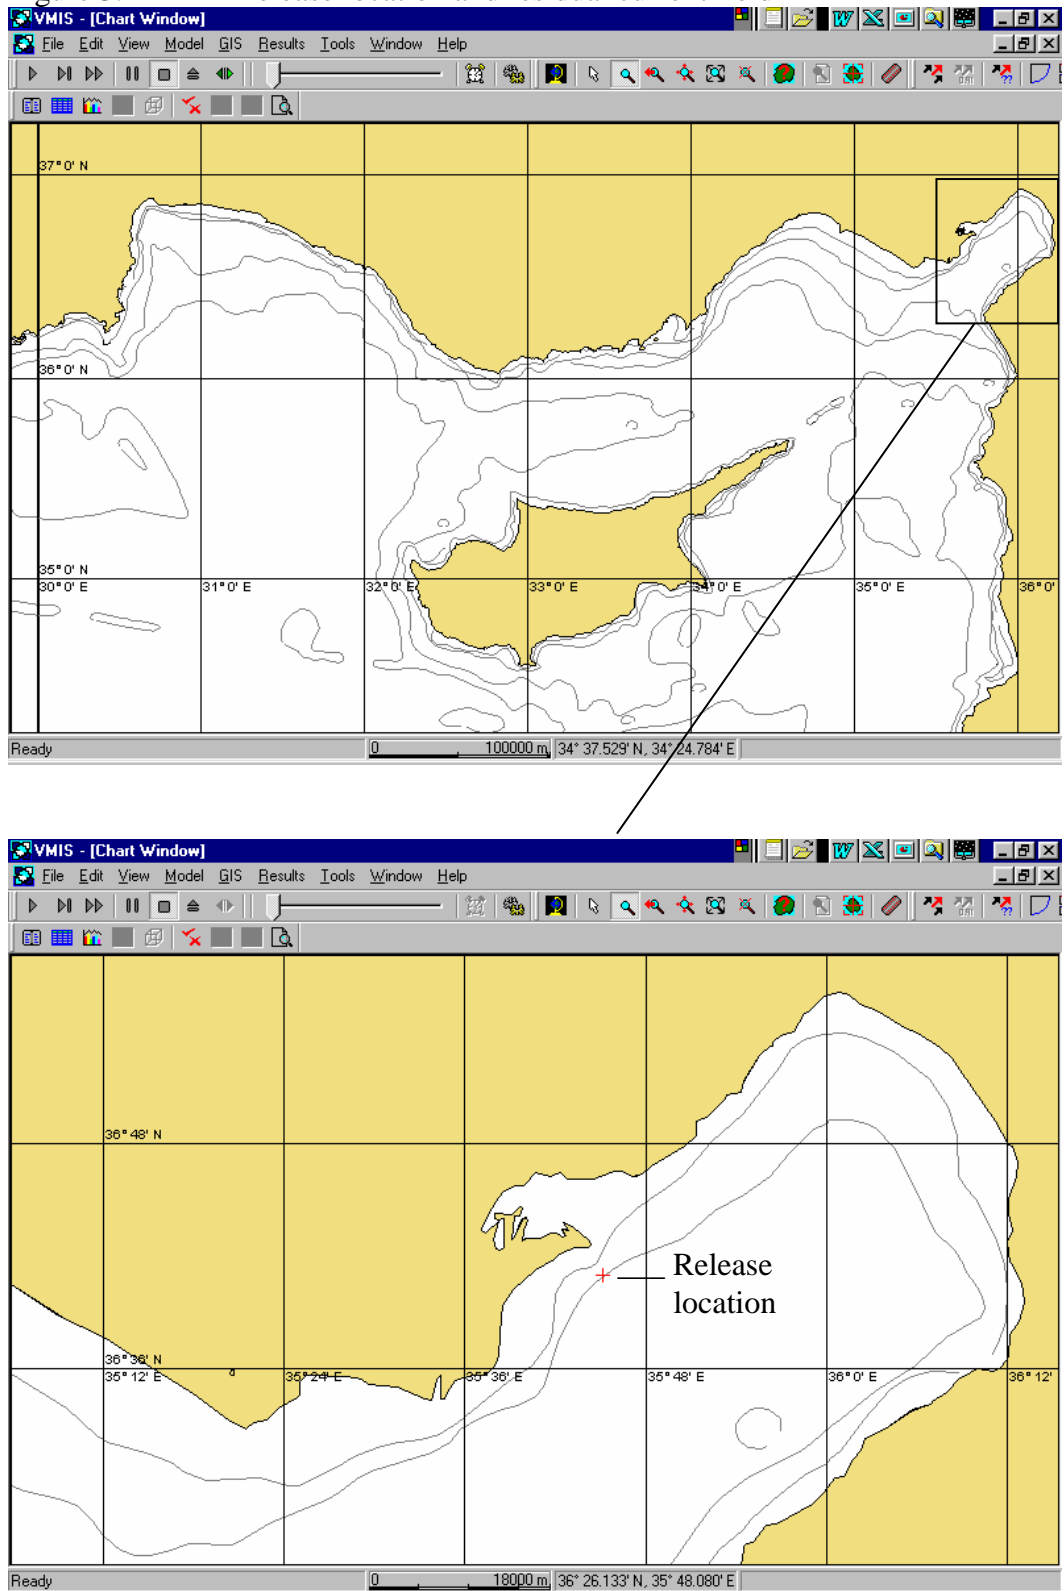 VMIS - [Chart Window]
File Edit View Model GIS Results Tools Window Help
37° 0' N
36° 0' N
35° 0' N
30° 0' E 31° 0' E 32° 0' E 33° 0' E 34° 0' E 35° 0' E 36° 0'
Ready 0 100000 m 34° 37.529' N, 34° 24.784' E
VMIS - [Chart Window]
File Edit View Model GIS Results Tools Window Help
36° 48' N
Release
location
36° 36' N
35° 12' E 35° 24' E 35° 36' E 35° 48' E 36° 0' E 36° 12'
Ready 0 18000 m 36° 26.133' N, 35° 48.080' E